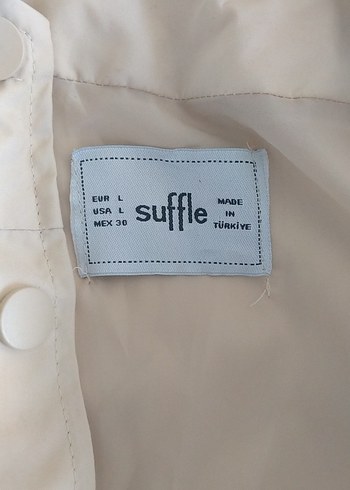 EUR L
USA L
MEX 30
suffle
MADE
IN
TÜRKİYE